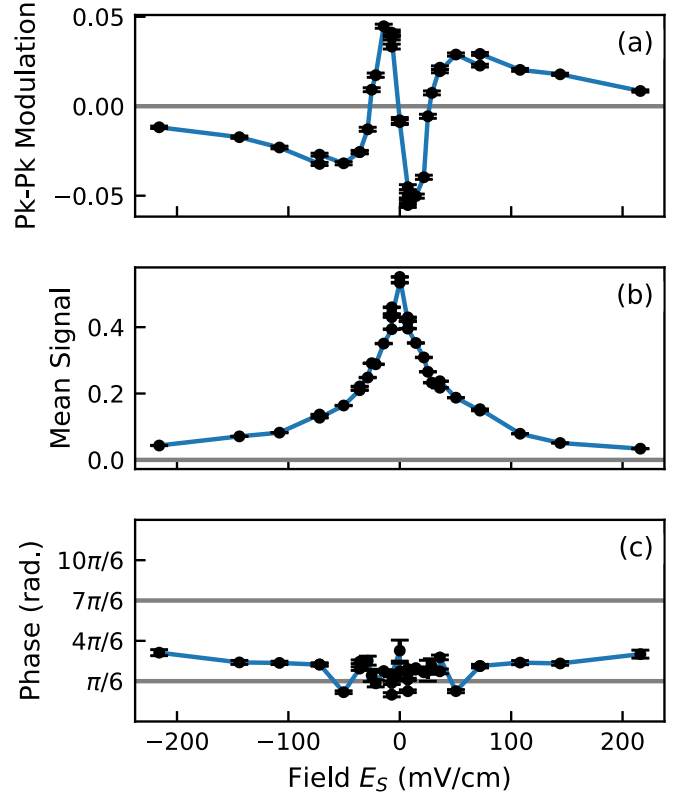 Pk-Pk Modulation
0.05
0.00
−0.05
(a)
Mean Signal
0.4
0.2
0.0
(b)
Phase (rad.)
10π/6
7π/6
4π/6
π/6
(c)
−200
−100
0
100
200
Field E_S (mV/cm)